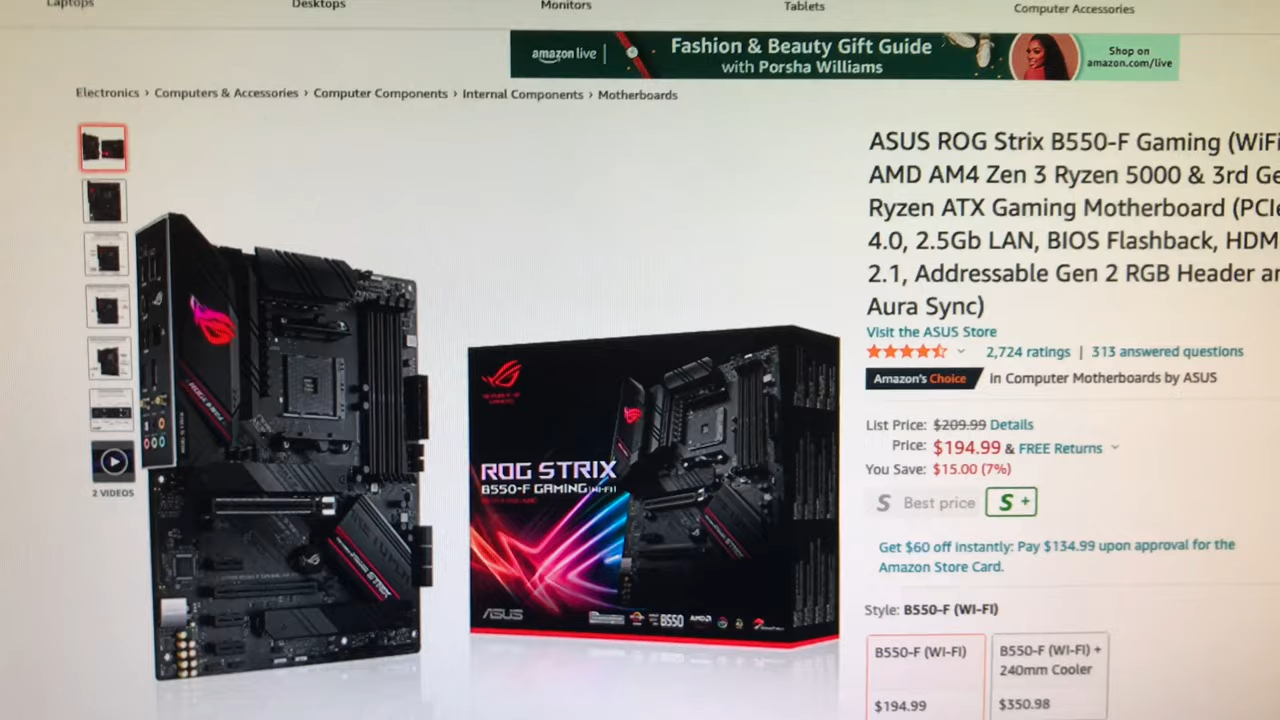 Laptops
Desktops
Monitors
Tablets
Computer Accessories
amazon live
Fashion & Beauty Gift Guide
with Porsha Williams
Shop on
amazon.com/live
Electronics › Computers & Accessories › Computer Components › Internal Components › Motherboards
ASUS ROG Strix B550-F Gaming (WiFi
AMD AM4 Zen 3 Ryzen 5000 & 3rd Ge
Ryzen ATX Gaming Motherboard (PCIe
4.0, 2.5Gb LAN, BIOS Flashback, HDM
2.1, Addressable Gen 2 RGB Header an
Aura Sync)
Visit the ASUS Store
2,724 ratings | 313 answered questions
Amazon's Choice in Computer Motherboards by ASUS
List Price: $209.99 Details
Price: $194.99 & FREE Returns
You Save: $15.00 (7%)
S Best price S +
Get $60 off instantly: Pay $134.99 upon approval for the
Amazon Store Card.
Style: B550-F (WI-FI)
B550-F (WI-FI)
$194.99
B550-F (WI-FI) +
240mm Cooler
$350.98
2 VIDEOS
ROG STRIX
B550-F GAMING (WI-FI)
ASUS
B550
AMD
STRIX